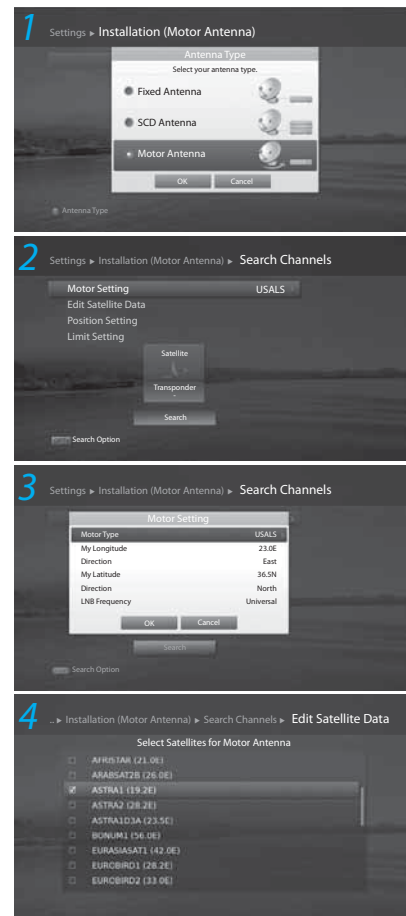 1 Settings ▸ Installation (Motor Antenna)
Antenna Type
Select your antenna type.
Fixed Antenna
SCD Antenna
Motor Antenna
OK Cancel
Antenna Type
2 Settings ▸ Installation (Motor Antenna) ▸ Search Channels
Motor Setting USALS
Edit Satellite Data
Position Setting
Limit Setting
Satellite
Transponder
-
Search
Search Option
3 Settings ▸ Installation (Motor Antenna) ▸ Search Channels
Motor Setting
Motor Type USALS
My Longitude 23.0E
Direction East
My Latitude 36.5N
Direction North
LNB Frequency Universal
OK Cancel
Search
Search Option
4 .. ▸ Installation (Motor Antenna) ▸ Search Channels ▸ Edit Satellite Data
Select Satellites for Motor Antenna
AFRISTAR (21.0E)
ARABSAT2B (26.0E)
ASTRA1 (19.2E)
ASTRA2 (28.2E)
ASTRA1D3A (23.5E)
BONUM1 (56.0E)
EURASIASAT1 (42.0E)
EUROBIRD1 (28.2E)
EUROBIRD2 (33.0E)